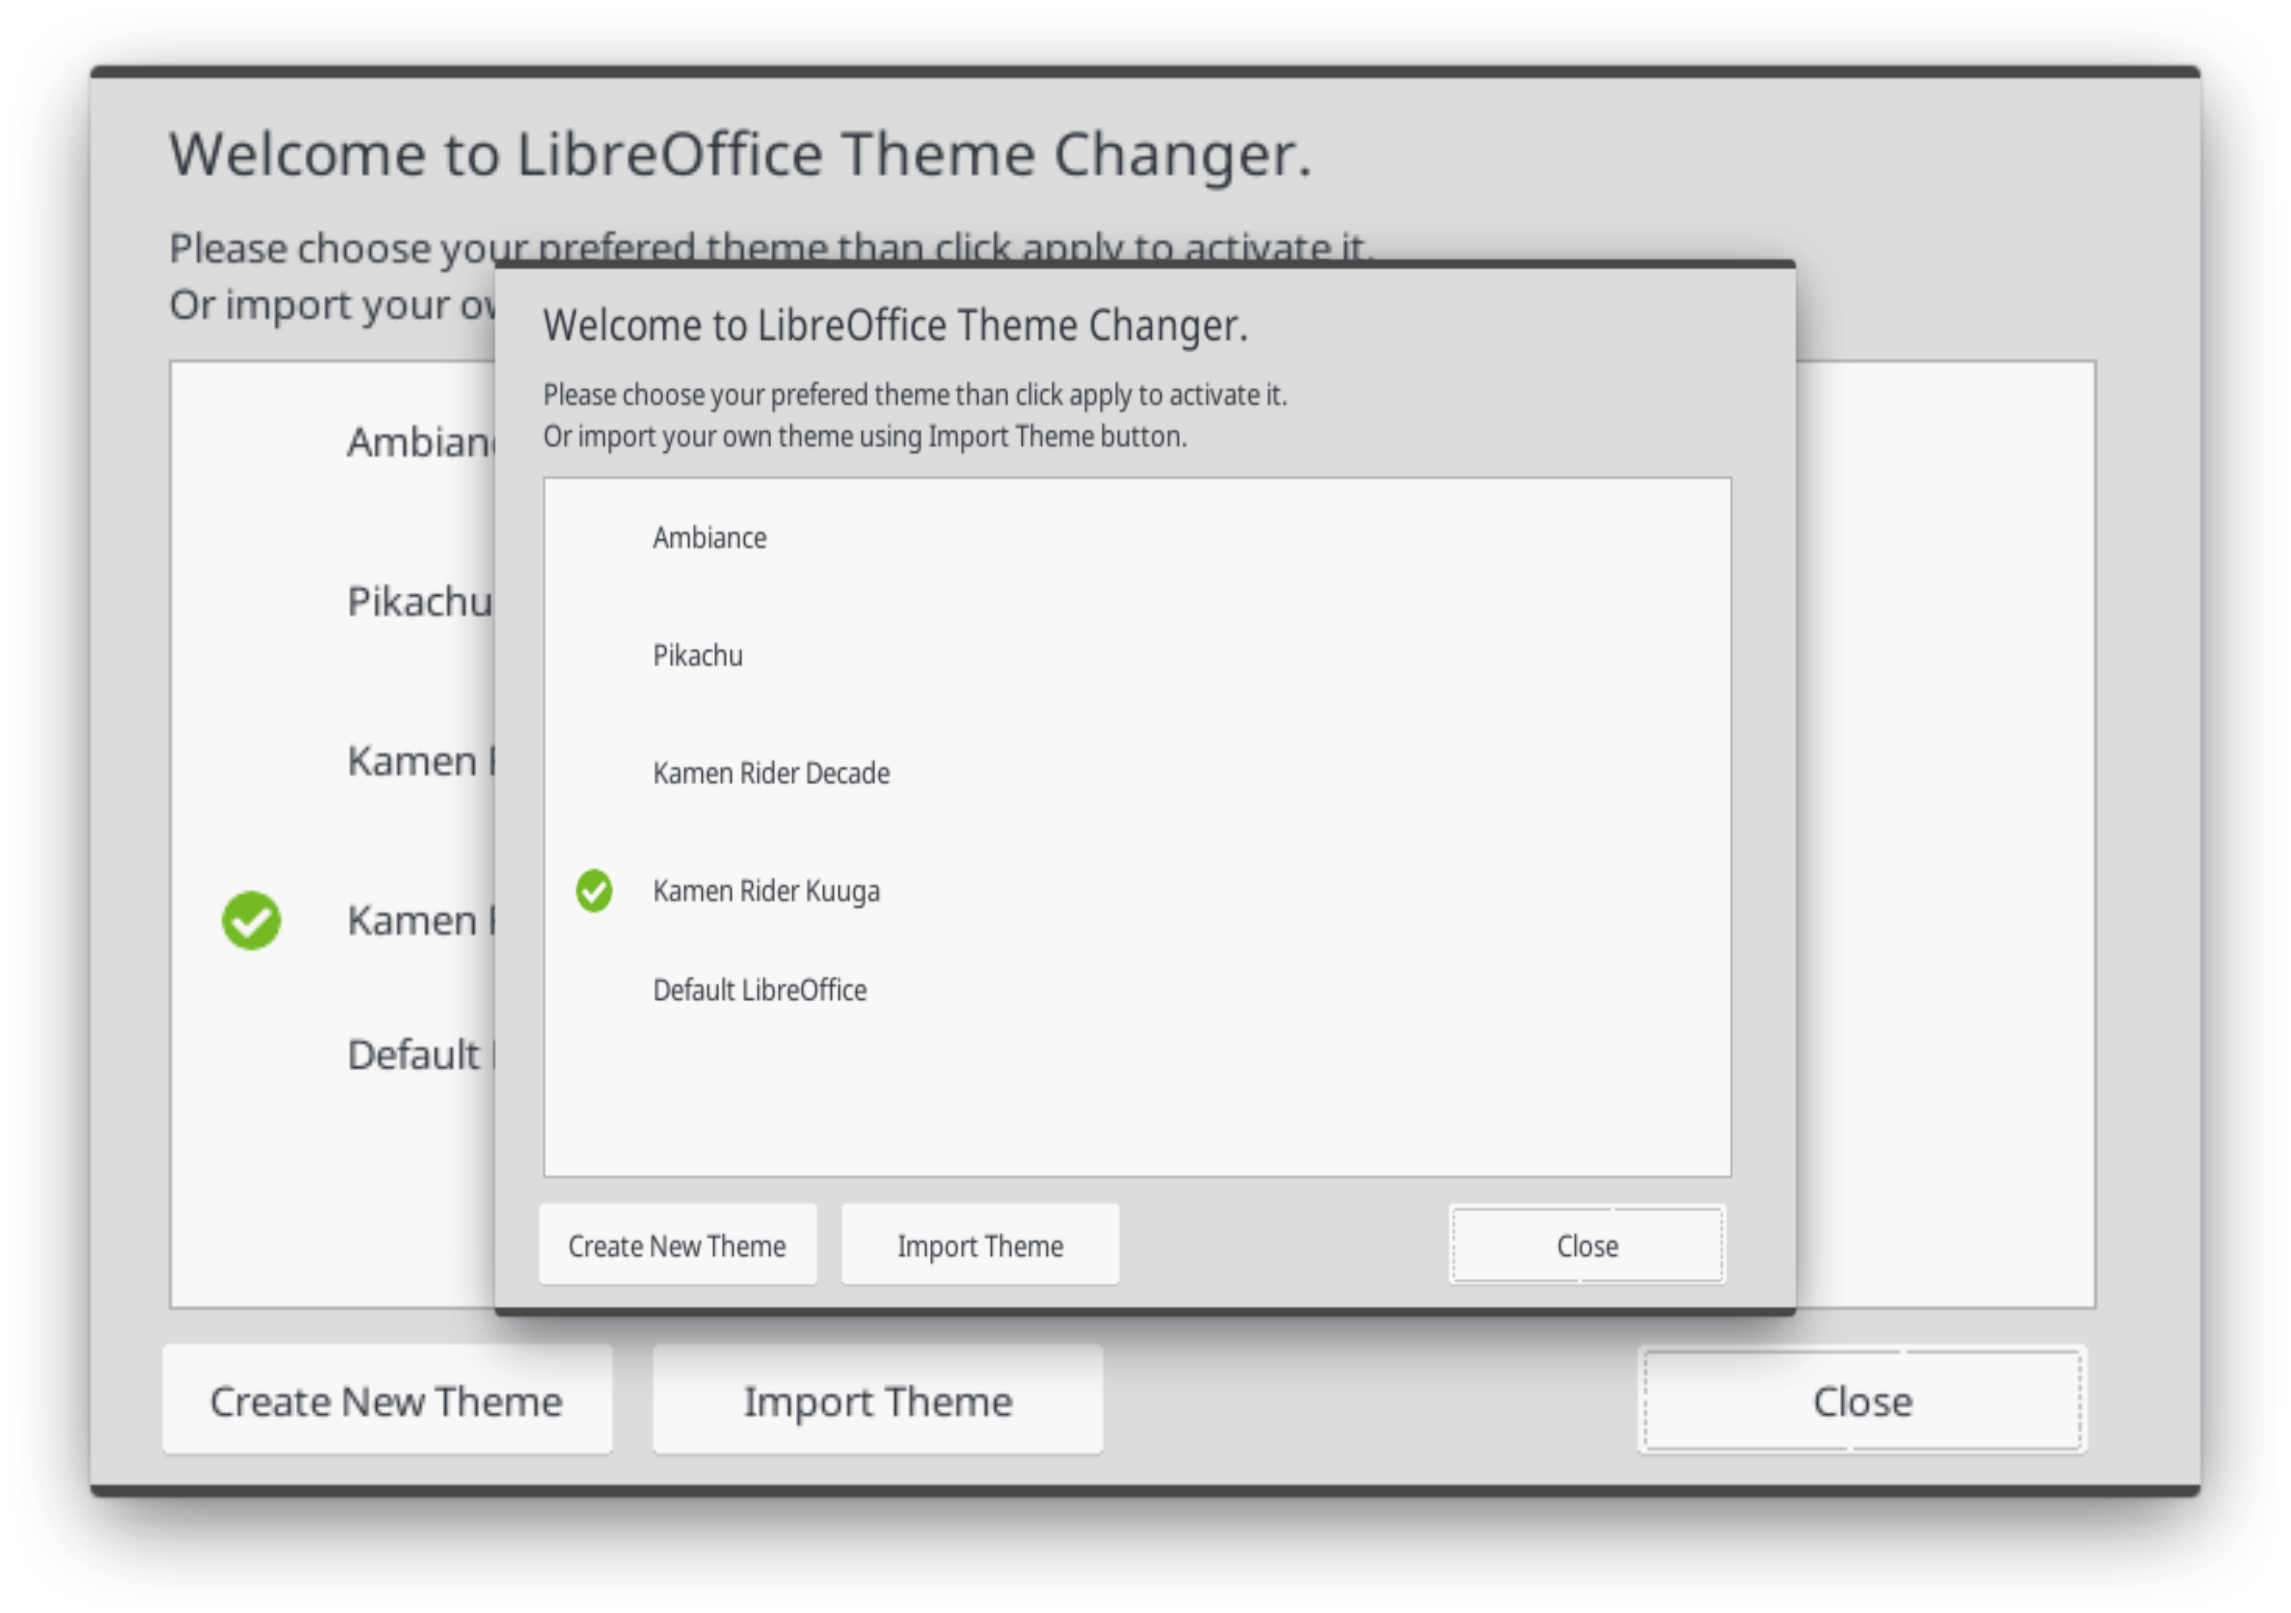 Welcome to LibreOffice Theme Changer.
Please choose your prefered theme than click apply to activate it.
Or import your
Pikachu
Kamen
Kamen
Default
Create New Theme
Import Theme
Close
Welcome to LibreOffice Theme Changer.
Please choose your prefered theme than click apply to activate it.
Or import your own theme using Import Theme button.
Ambiance
Pikachu
Kamen Rider Decade
Kamen Rider Kuuga
Default LibreOffice
Create New Theme
Import Theme
Close